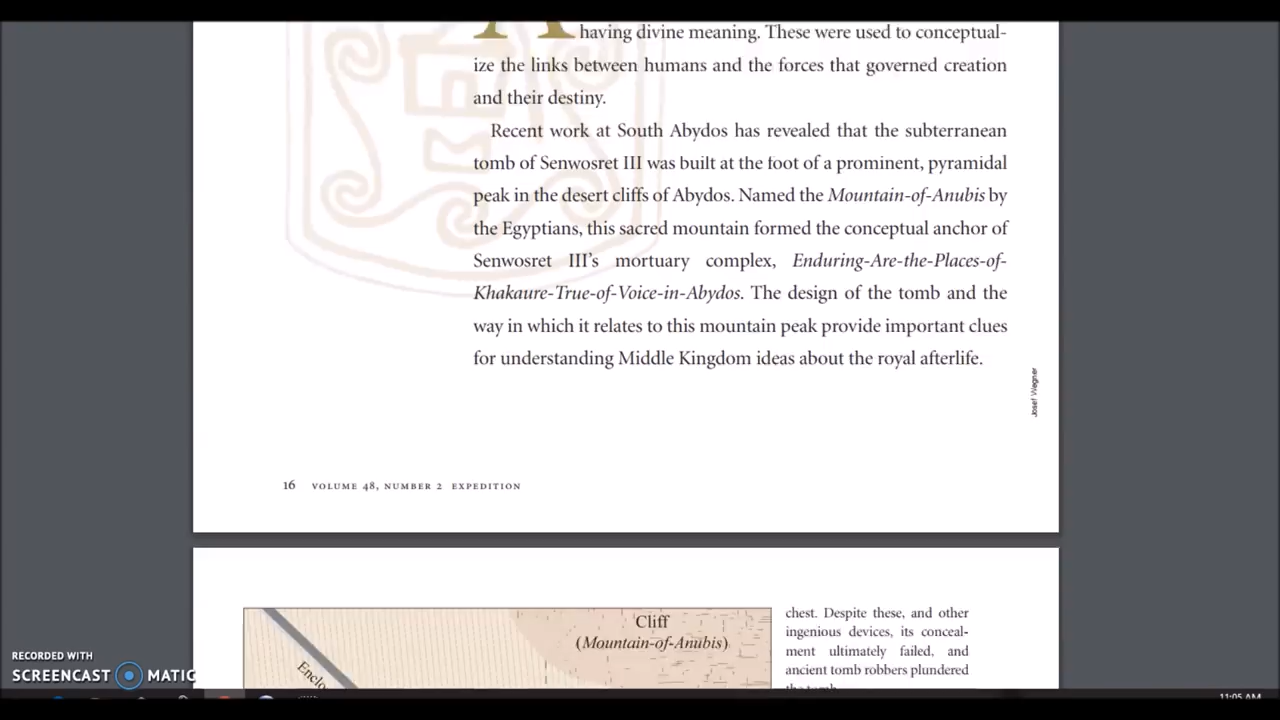 having divine meaning. These were used to conceptual-
ize the links between humans and the forces that governed creation
and their destiny.
Recent work at South Abydos has revealed that the subterranean
tomb of Senwosret III was built at the foot of a prominent, pyramidal
peak in the desert cliffs of Abydos. Named the Mountain-of-Anubis by
the Egyptians, this sacred mountain formed the conceptual anchor of
Senwosret III’s mortuary complex, Enduring-Are-the-Places-of-
Khakaure-True-of-Voice-in-Abydos. The design of the tomb and the
way in which it relates to this mountain peak provide important clues
for understanding Middle Kingdom ideas about the royal afterlife.
Josef Wegner
16 VOLUME 48, NUMBER 2 EXPEDITION
Cliff
(Mountain-of-Anubis)
Enclo
chest. Despite these, and other
ingenious devices, its conceal-
ment ultimately failed, and
ancient tomb robbers plundered
RECORDED WITH
SCREENCAST MATIC
11:05 AM